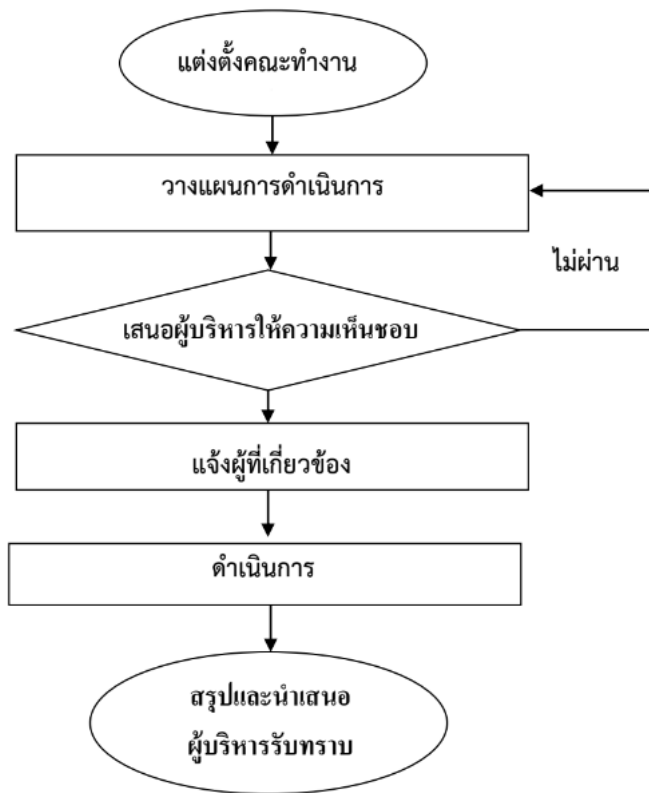 แต่งตั้งคณะทำงาน
วางแผนการดำเนินการ
ไม่ผ่าน
เสนอผู้บริหารให้ความเห็นชอบ
แจ้งผู้ที่เกี่ยวข้อง
ดำเนินการ
สรุปและนำเสนอ
ผู้บริหารรับทราบ